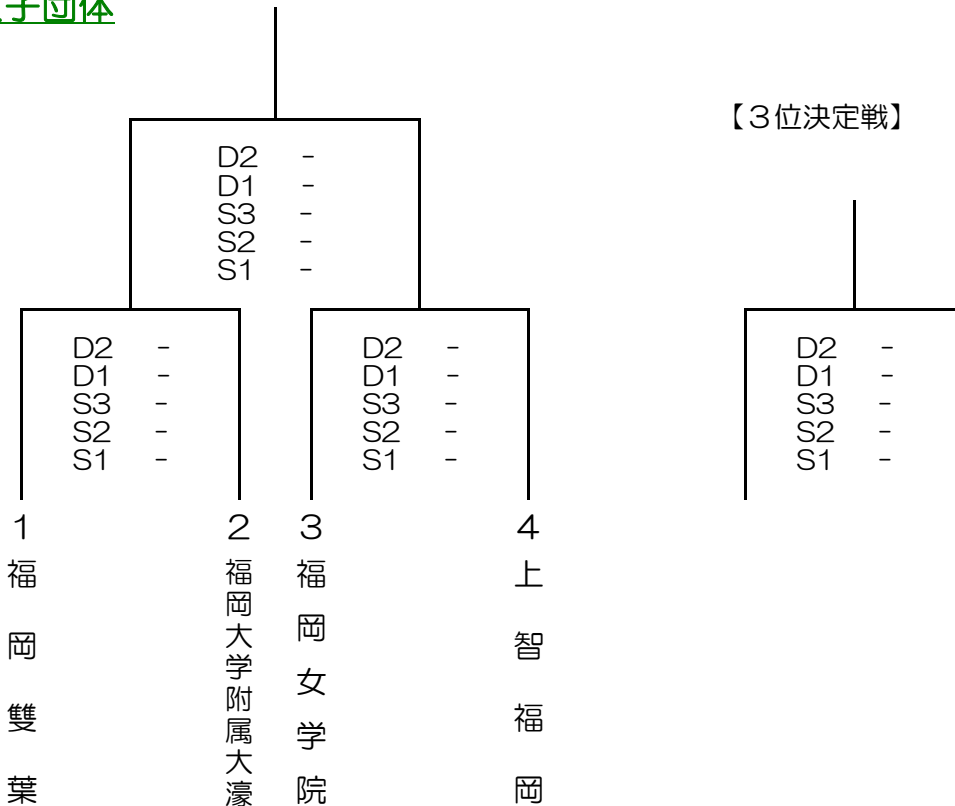 子団体
【３位決定戦】
D2 -
D1 -
S3 -
S2 -
S1 -
D2 -
D1 -
S3 -
S2 -
S1 -
D2 -
D1 -
S3 -
S2 -
S1 -
D2 -
D1 -
S3 -
S2 -
S1 -
1
福岡雙葉
2
福岡大学附属大濠
3
福岡女学院
4
上智福岡